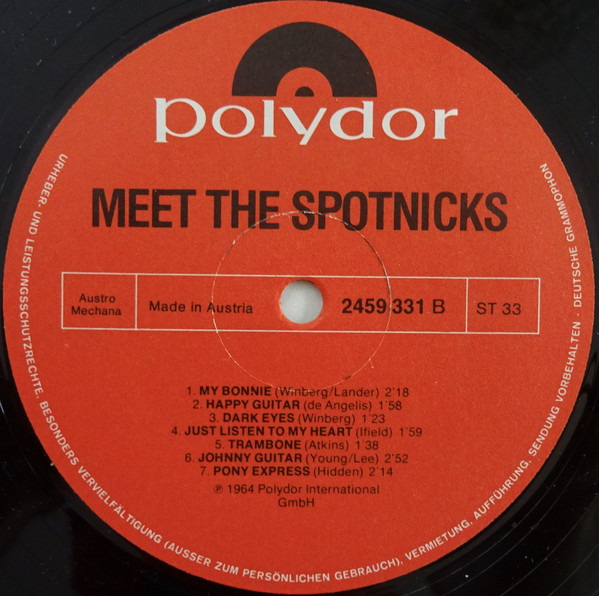 polydor
MEET THE SPOTNICKS
Austro
Mechana
Made in Austria
2459 331 B
ST 33
1. MY BONNIE (Winberg/Lander) 2'18
2. HAPPY GUITAR (de Angelis) 1'58
3. DARK EYES (Winberg) 1'23
4. JUST LISTEN TO MY HEART (Ifield) 1'59
5. TRAMBONE (Atkins) 1'38
6. JOHNNY GUITAR (Young/Lee) 2'52
7. PONY EXPRESS (Hidden) 2'14
℗ 1964 Polydor International
GmbH
URHEBER- UND LEISTUNGSSCHUTZRECHTE, BESONDERS VERVIELFÄLTIGUNG (AUSSER ZUM PERSÖNLICHEN GEBRAUCH), VERMIETUNG, AUFFÜHRUNG, SENDUNG VORBEHALTEN · DEUTSCHE GRAMMOPHON